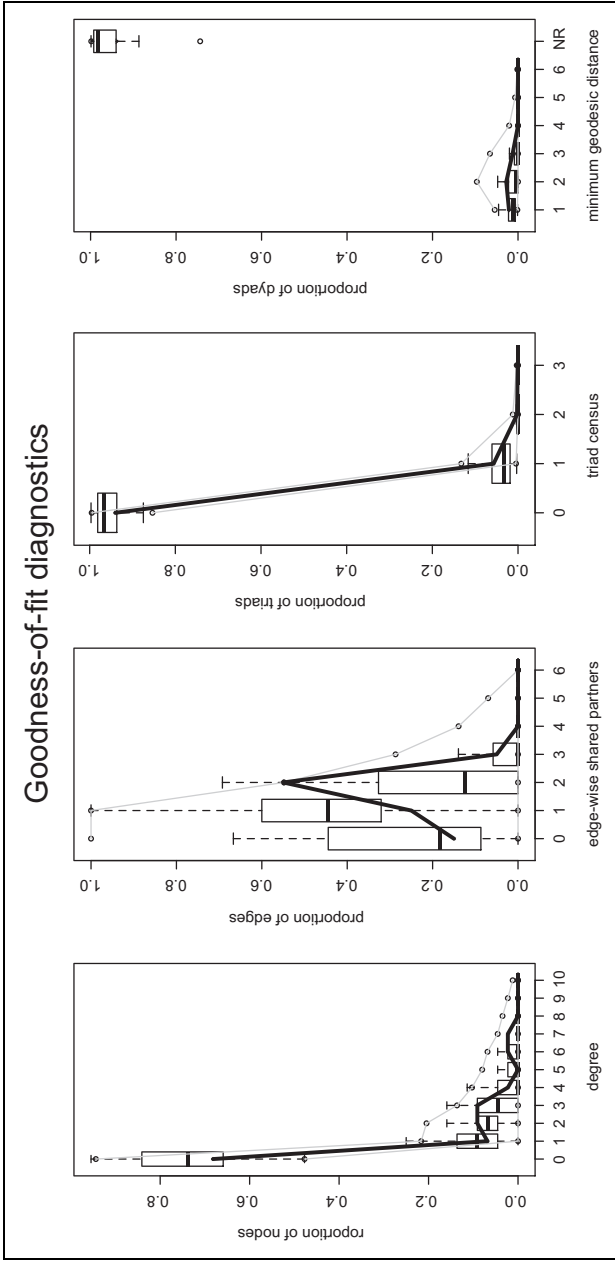 Goodness-of-fit diagnostics
roportion of nodes
0.0 0.2 0.4 0.6 0.8
0 1 2 3 4 5 6 7 8 9 10
degree
proportion of edges
0.0 0.2 0.4 0.6 0.8 1.0
0 1 2 3 4 5 6
edge-wise shared partners
proportion of triads
0.0 0.2 0.4 0.6 0.8 1.0
0 1 2 3
triad census
proportion of dyads
0.0 0.2 0.4 0.6 0.8 1.0
1 2 3 4 5 6 NR
minimum geodesic distance